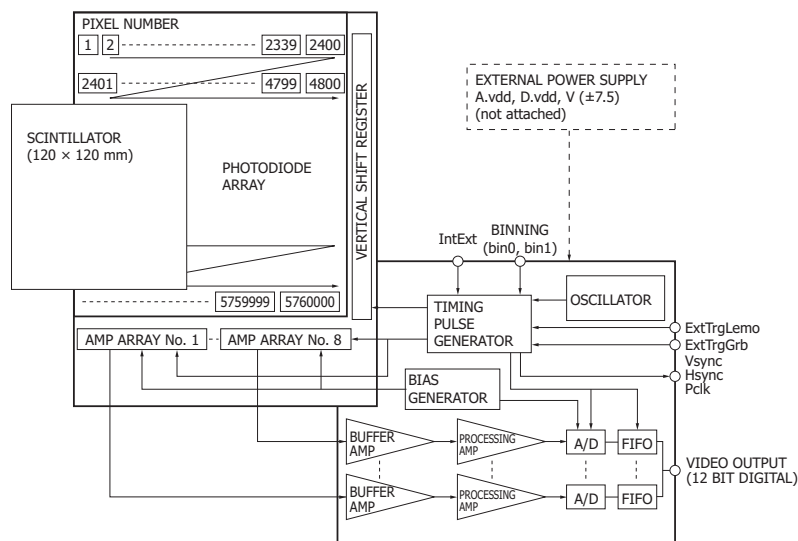 PIXEL NUMBER
1 2 2339 2400
2401 4799 4800
SCINTILLATOR
(120 × 120 mm)
PHOTODIODE
ARRAY
VERTICAL SHIFT REGISTER
5759999 5760000
EXTERNAL POWER SUPPLY
A.vdd, D.vdd, V (±7.5)
(not attached)
IntExt
BINNING
(bin0, bin1)
TIMING
PULSE
GENERATOR
OSCILLATOR
AMP ARRAY No. 1
AMP ARRAY No. 8
ExtTrgLemo
ExtTrgGrb
Vsync
Hsync
Pclk
BIAS
GENERATOR
BUFFER
AMP
PROCESSING
AMP
A/D
FIFO
VIDEO OUTPUT
(12 BIT DIGITAL)
BUFFER
AMP
PROCESSING
AMP
A/D
FIFO